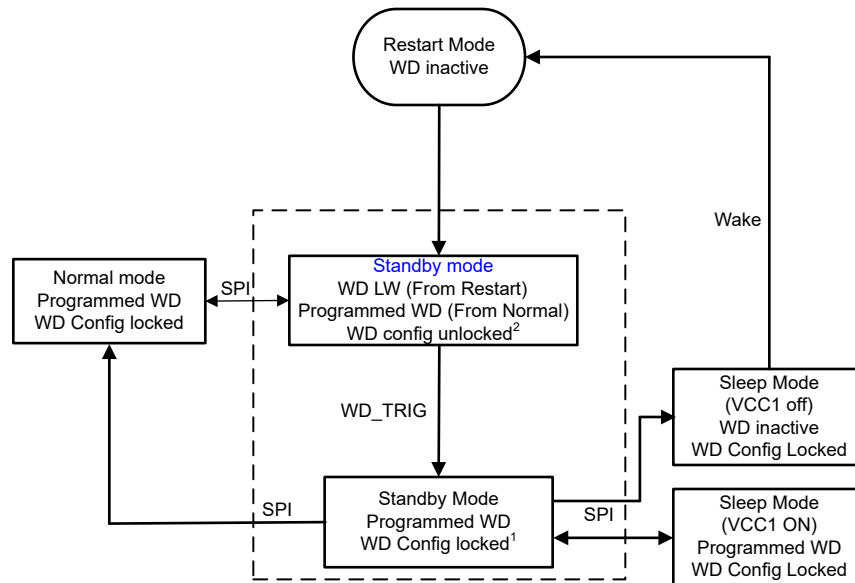 Restart Mode
WD inactive
Wake
Standby mode
WD LW (From Restart)
Programmed WD (From Normal)
WD config unlocked²
Normal mode
Programmed WD
WD Config locked
SPI
WD_TRIG
Sleep Mode
(VCC1 off)
WD inactive
WD Config Locked
Standby Mode
Programmed WD
WD Config locked¹
SPI
SPI
Sleep Mode
(VCC1 ON)
Programmed WD
WD Config Locked